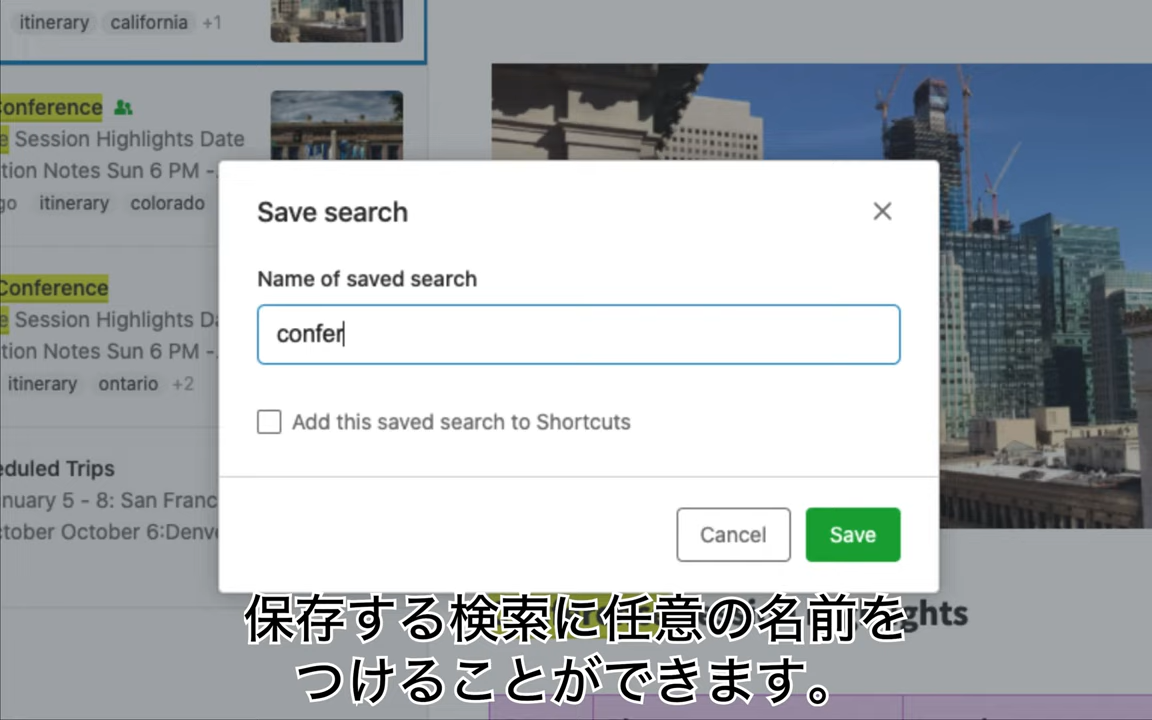 itinerary california +1
Conference
Session Highlights Date
tion Notes Sun 6 PM -
go itinerary colorado
Conference
Session Highlights Da
tion Notes Sun 6 PM -
itinerary ontario +2
eduled Trips
nuary 5 - 8: San Franc
ctober October 6:Denve
Save search
Name of saved search
confer
Add this saved search to Shortcuts
Cancel Save
ghts
保存する検索に任意の名前を
つけることができます。